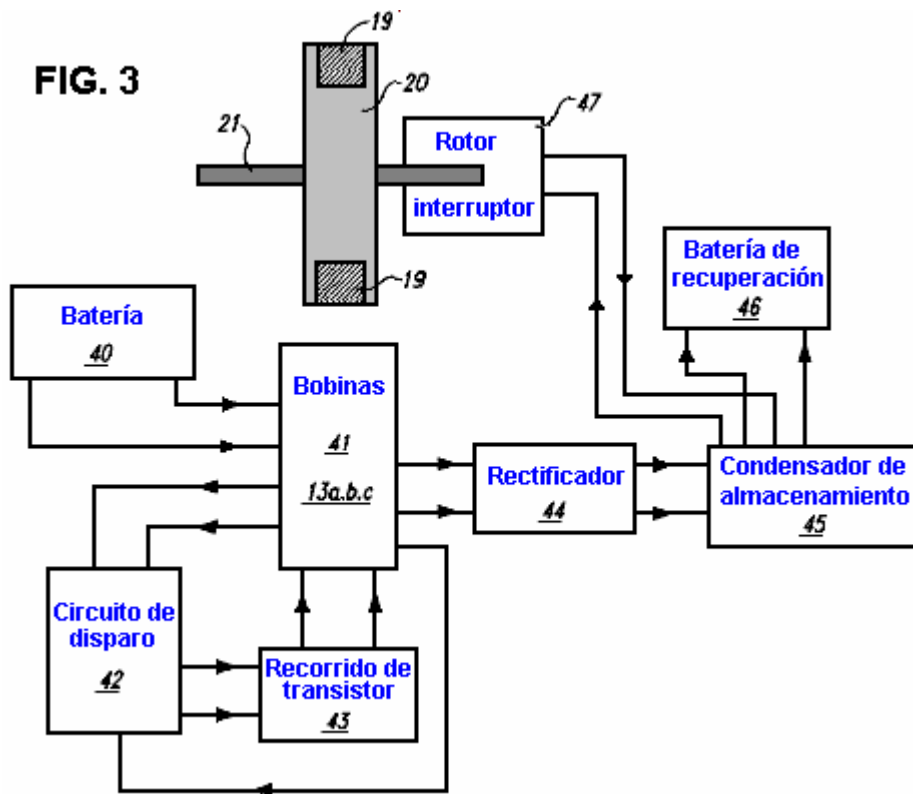 FIG. 3
19
20
21
47
Rotor
interruptor
19
Batería de
recuperación
46
Batería
40
Bobinas
41
13a.b.c
Rectificador
44
Condensador de
almacenamiento
45
Circuito de
disparo
42
Recorrido de
transistor
43